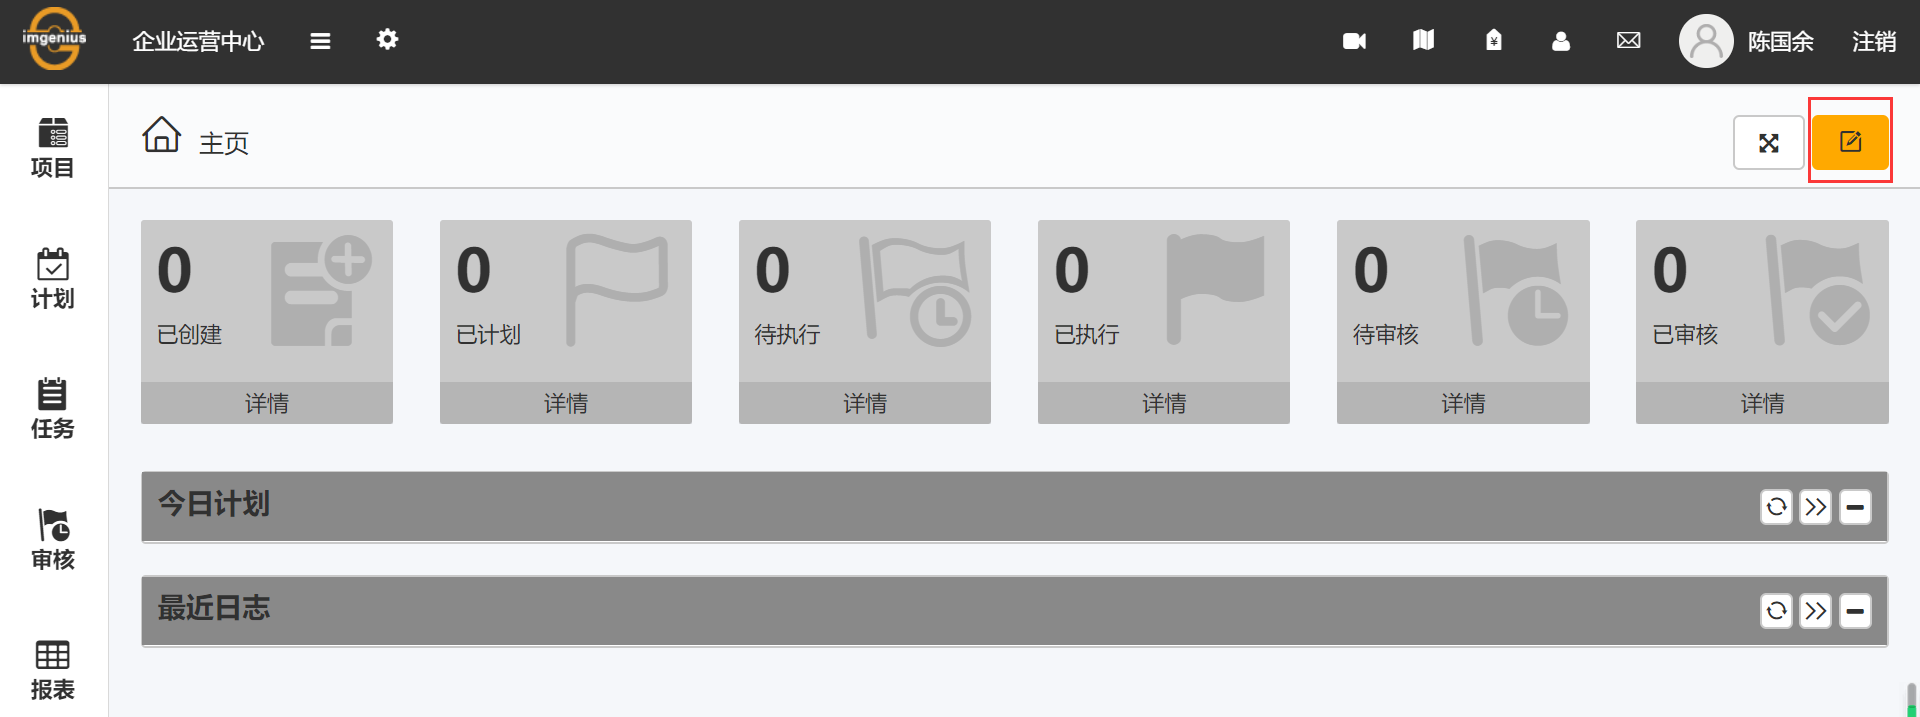 imgenius
企业运营中心
陈国余
注销
项目
计划
任务
审核
报表
主页
0
已创建
详情
0
已计划
详情
0
待执行
详情
0
已执行
详情
0
待审核
详情
0
已审核
详情
今日计划
最近日志